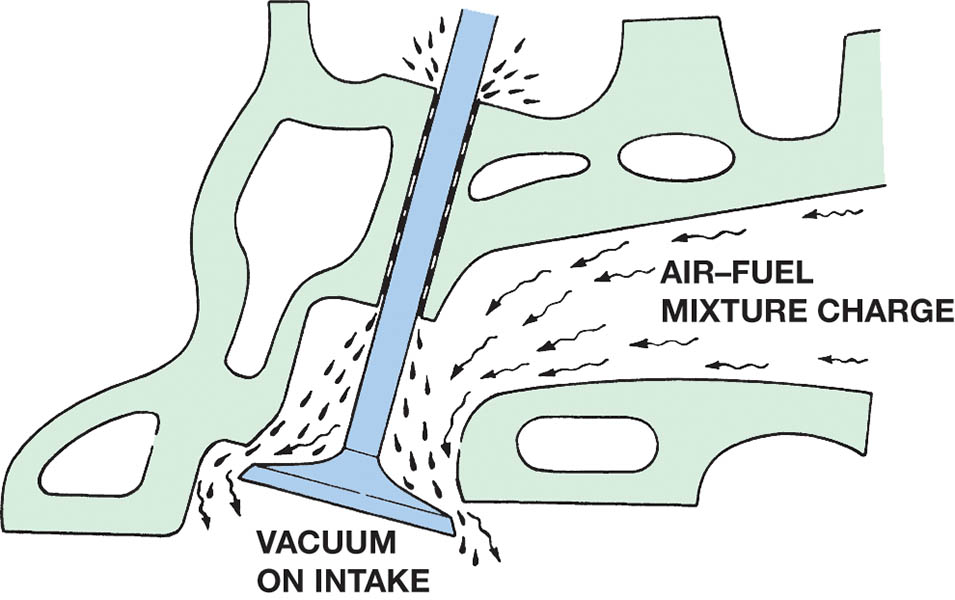 AIR–FUEL
MIXTURE CHARGE
VACUUM
ON INTAKE